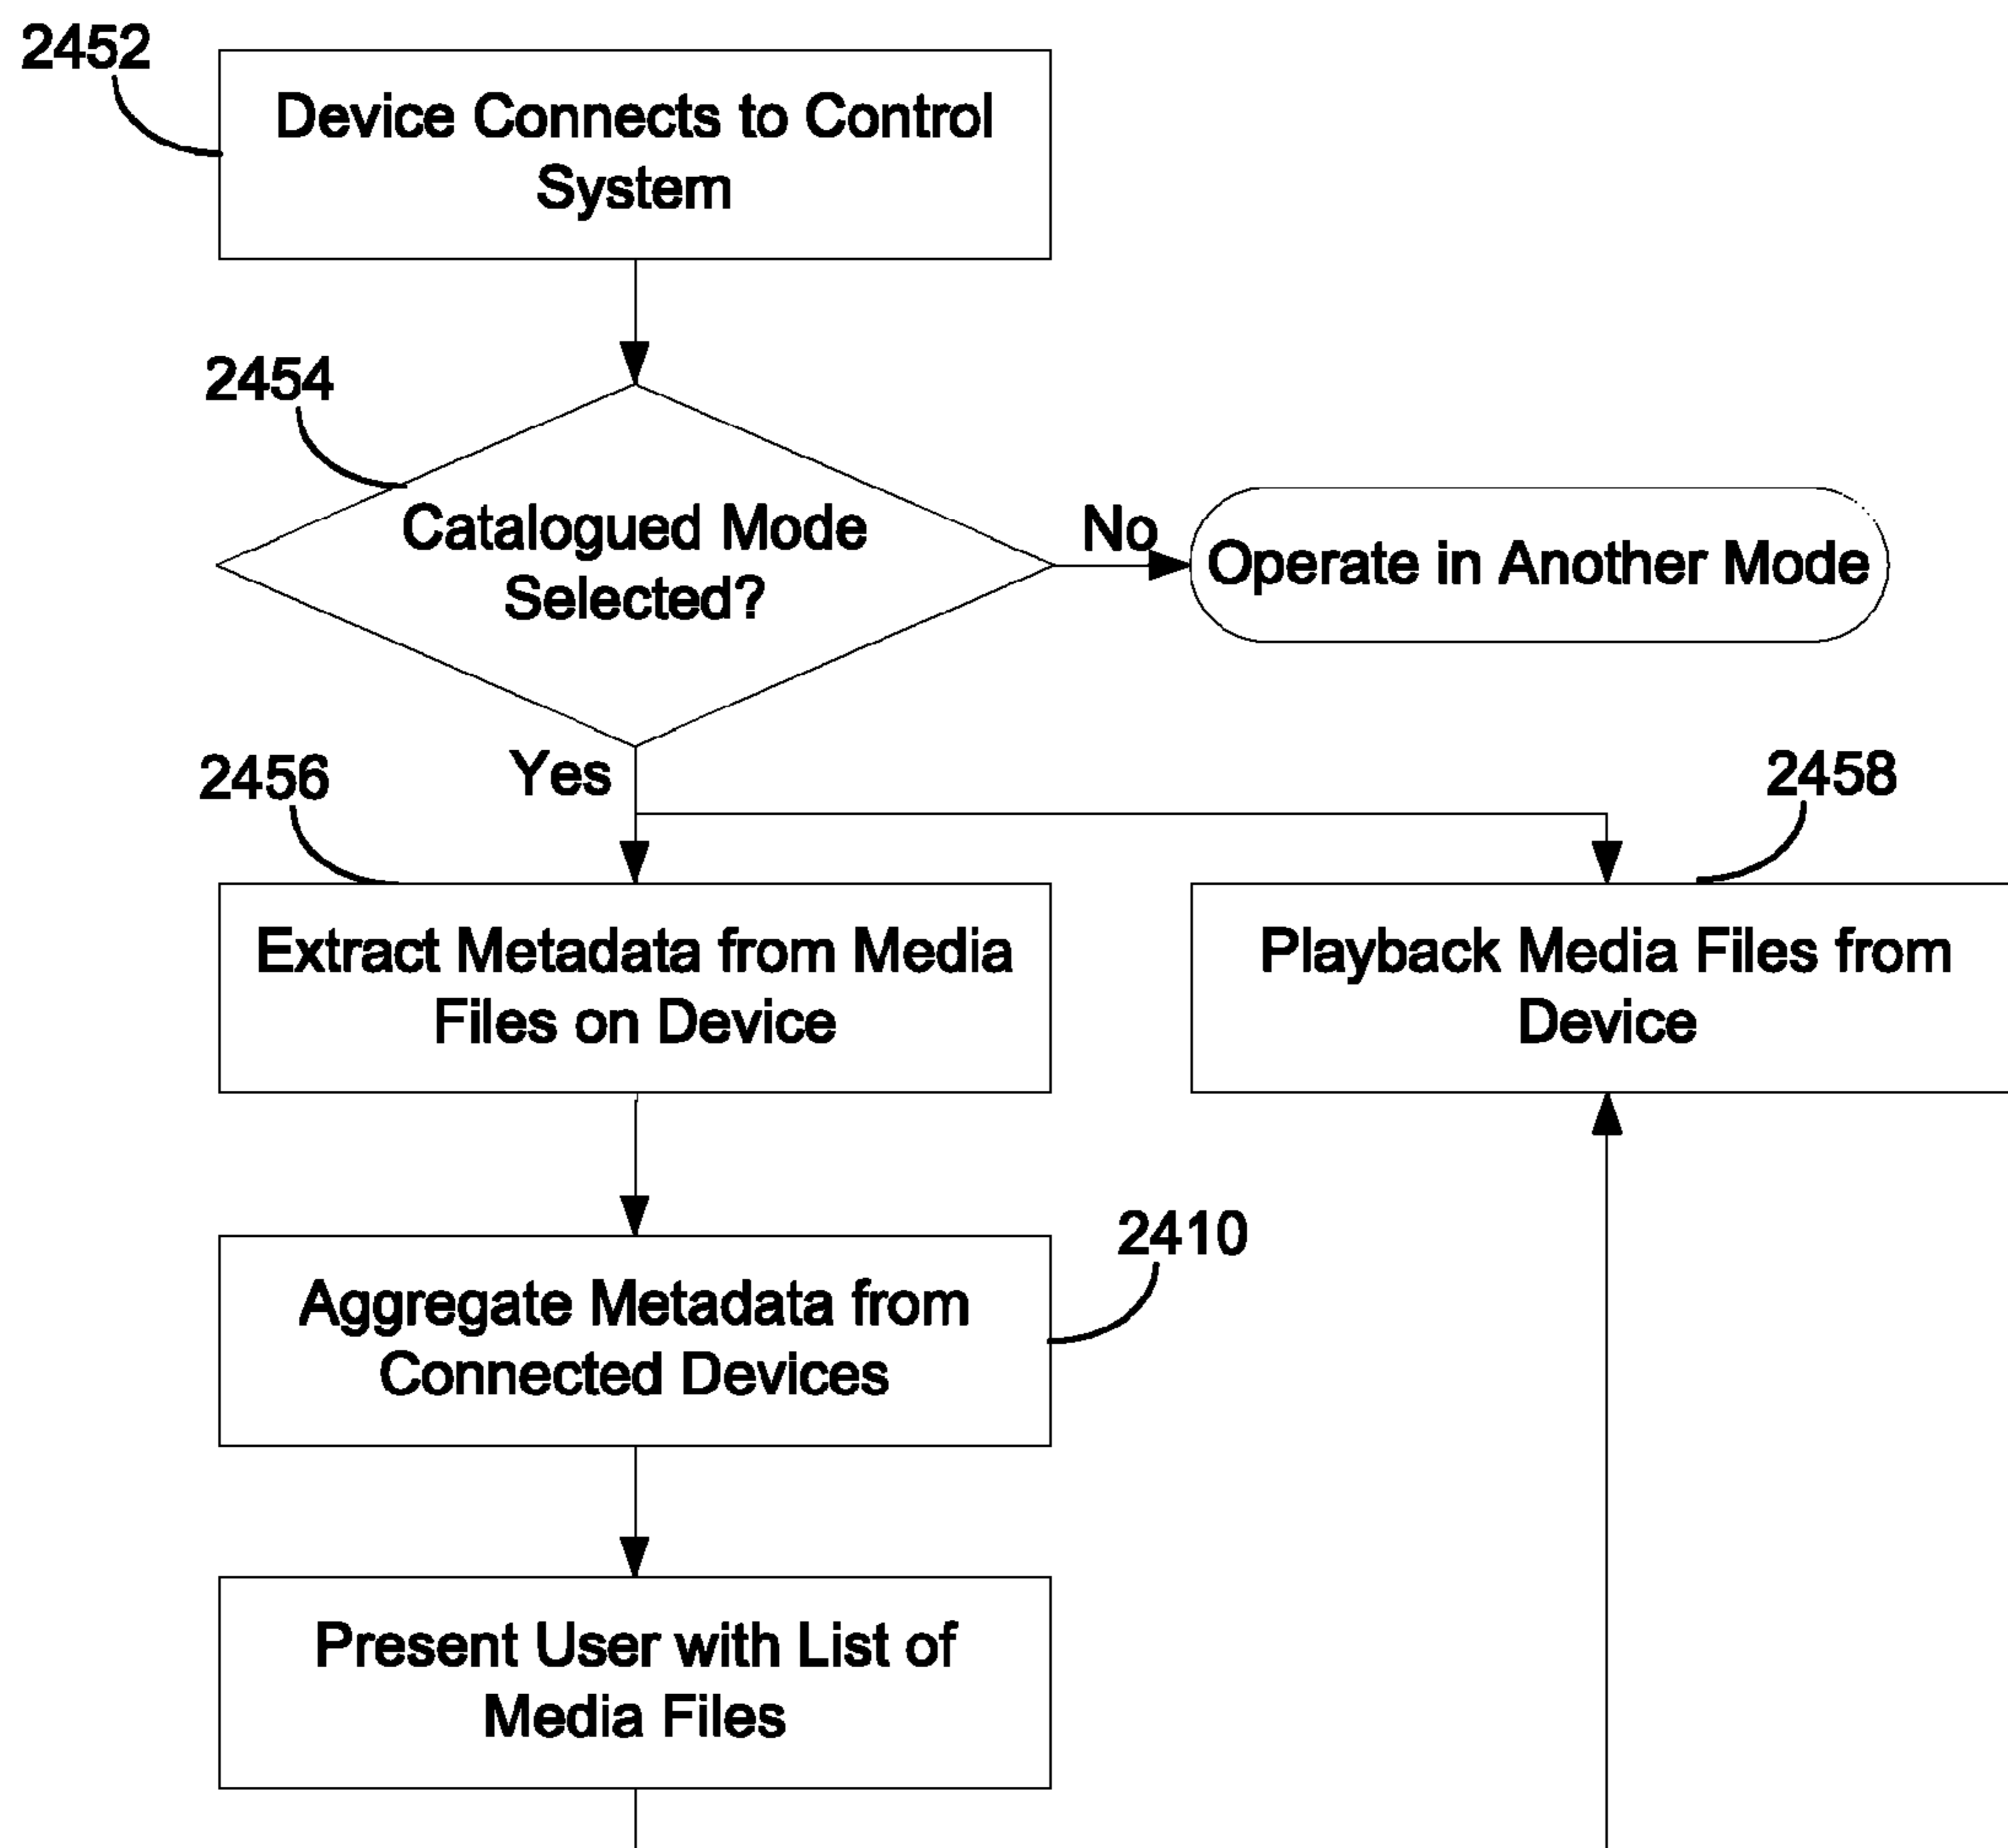 2452
Device Connects to Control
System
2454
Catalogued Mode
Selected?
No
Operate in Another Mode
Yes
2456
2458
Extract Metadata from Media
Files on Device
Playback Media Files from
Device
2410
Aggregate Metadata from
Connected Devices
Present User with List of
Media Files